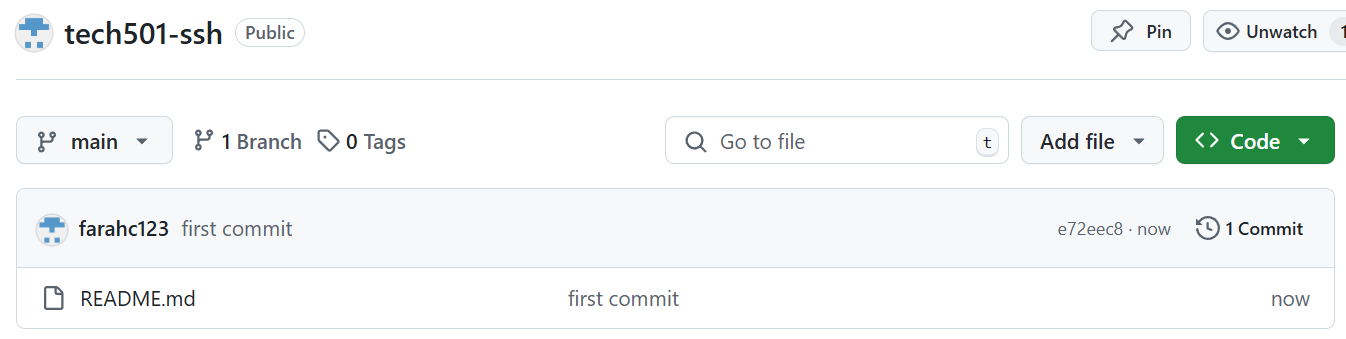 tech501-ssh Public Pin Unwatch 1
main 1 Branch 0 Tags Go to file t Add file Code
farahc123 first commit e72eec8 · now 1 Commit
README.md first commit now